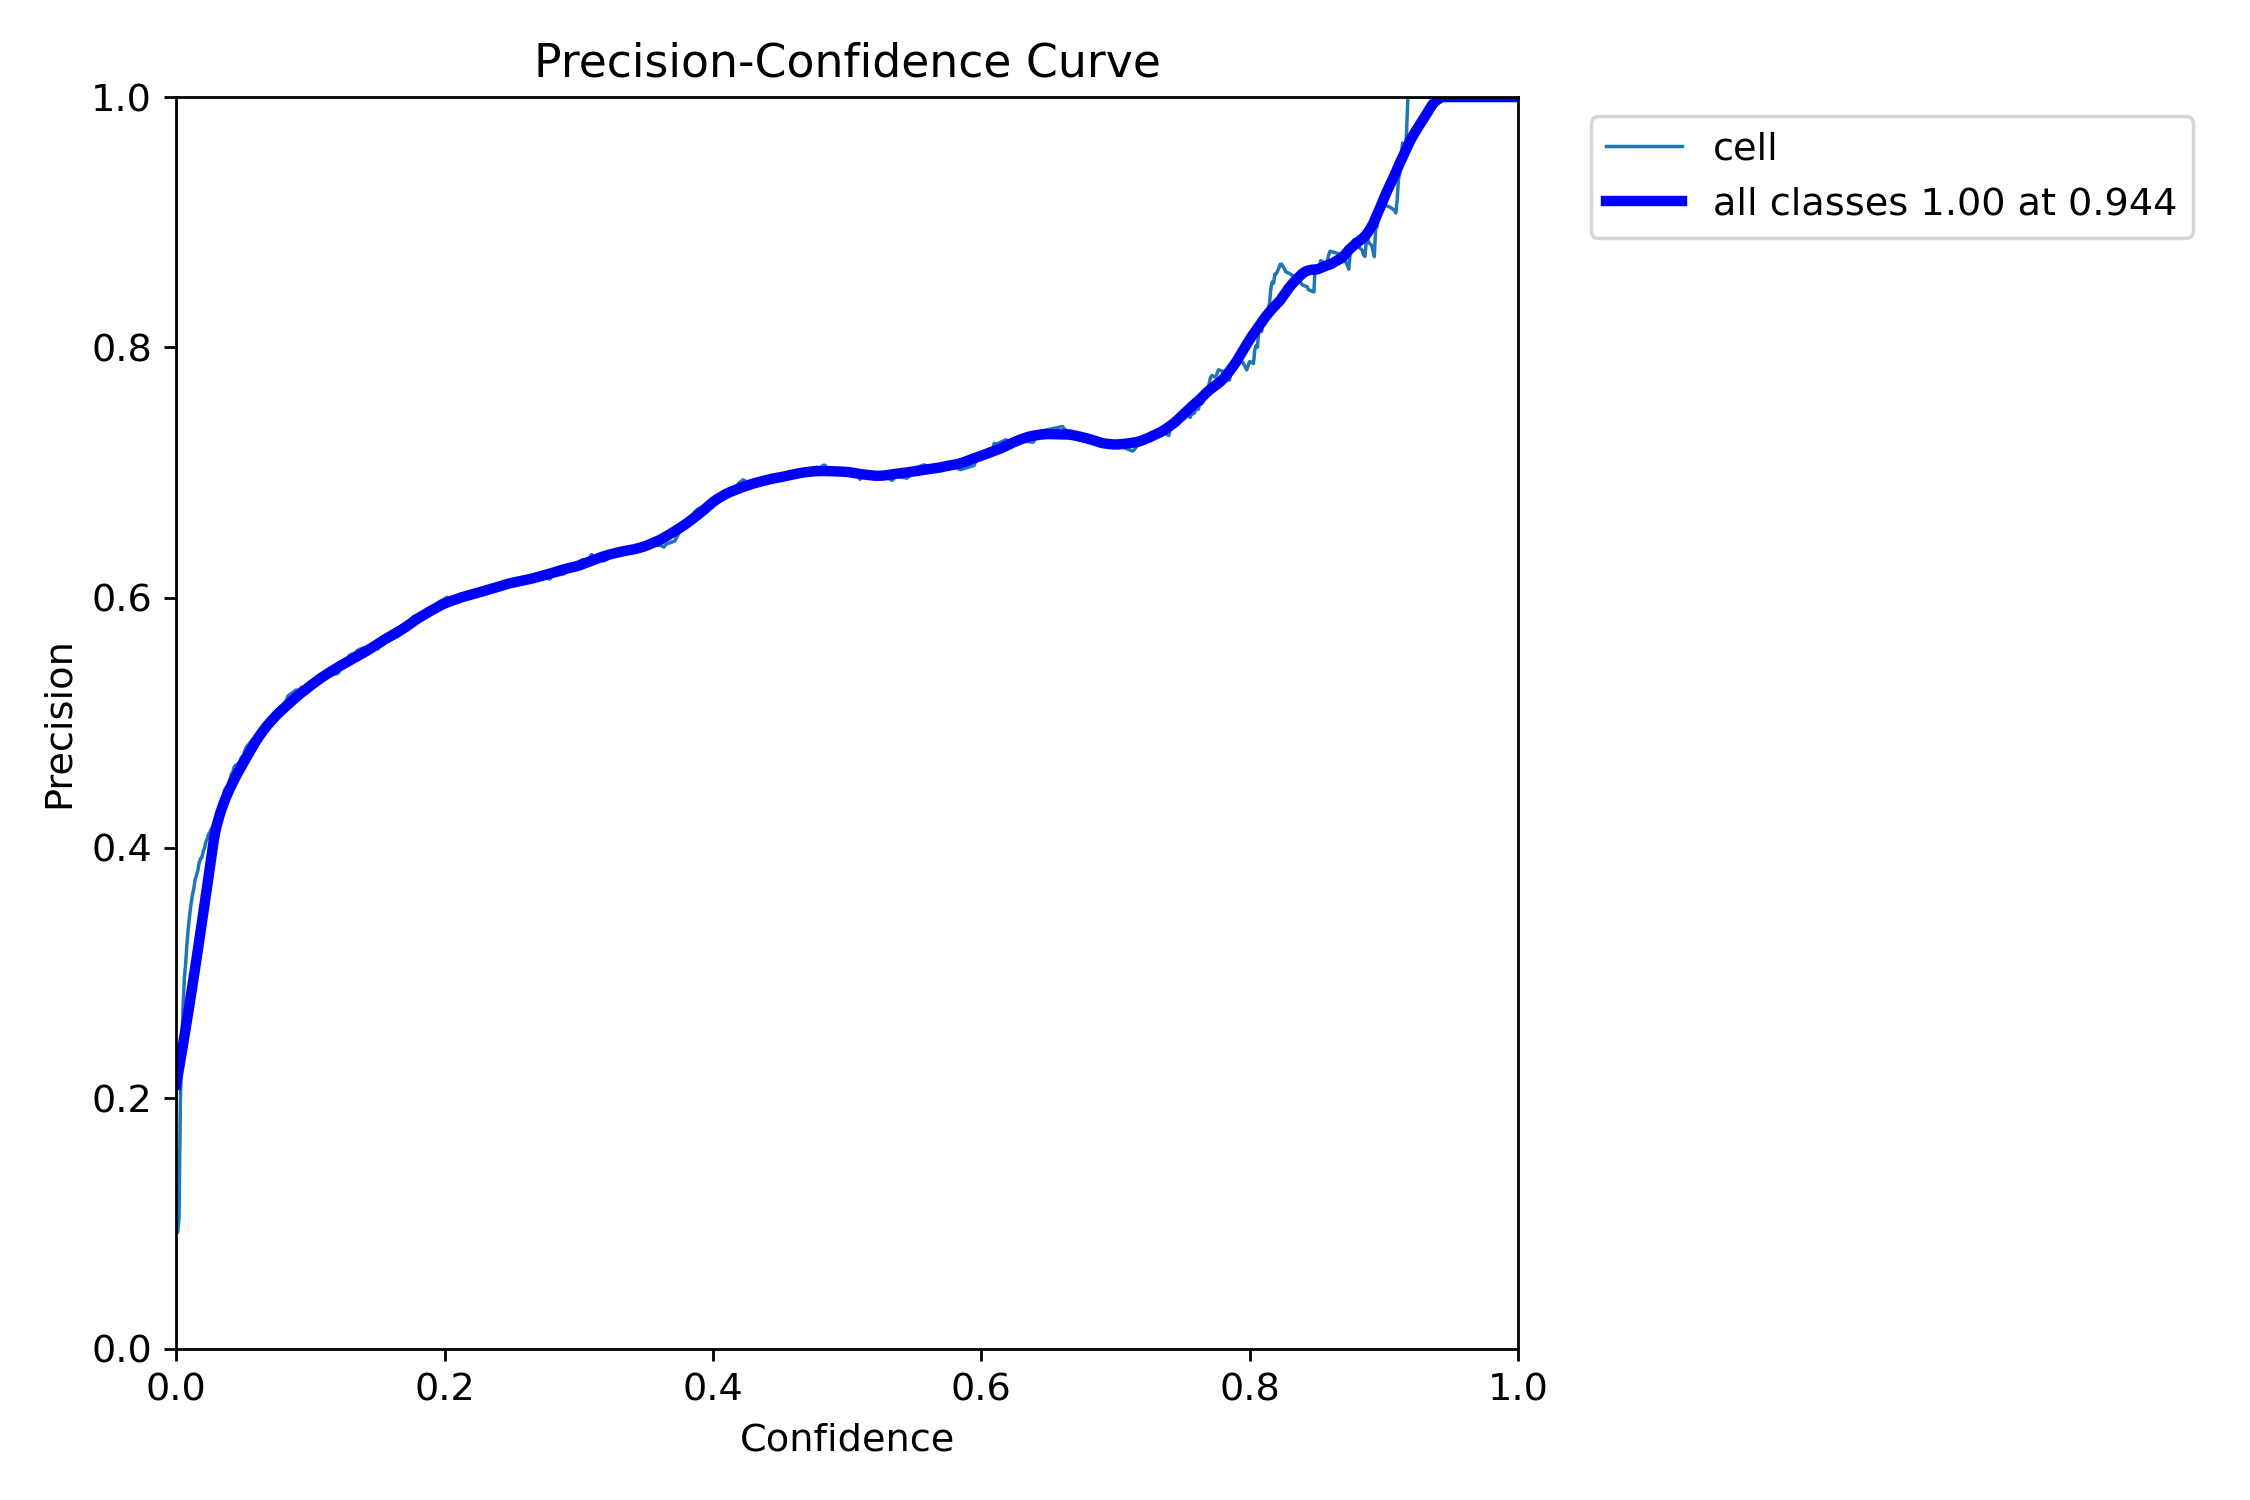 Precision-Confidence Curve
1.0
0.8
0.6
0.4
0.2
0.0
Precision
0.0 0.2 0.4 0.6 0.8 1.0
Confidence
cell
all classes 1.00 at 0.944